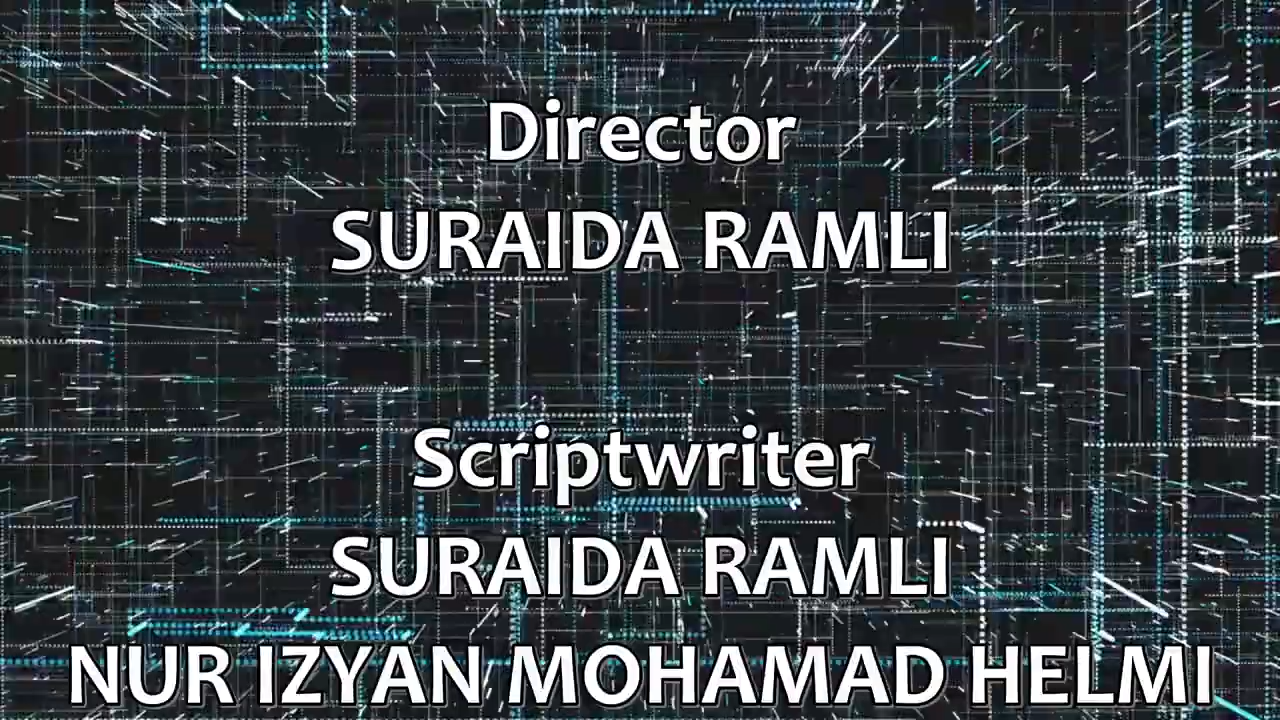 Director
SURAIDA RAMLI
Scriptwriter
SURAIDA RAMLI
NUR IZYAN MOHAMAD HELMI